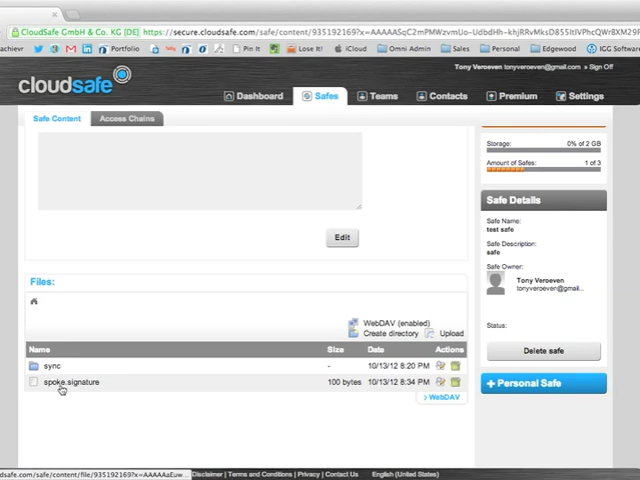 CloudSafe GmbH & Co. KG [DE]
https://secure.cloudsafe.com/safe/content/935192169?x=
Portfolio
Pin It
Lose It!
iCloud
Omni Admin
Sales
Personal
Edgewood
IGG Softwar
Tony Veroeven tonyveroeven@gmail.com » Sign Off
cloudsafe
Dashboard
Safes
Teams
Contacts
Premium
Settings
Safe Content
Access Chains
Storage: 0% of 2 GB
Amount of Safes: 1 of 3
Safe Details
Safe Name:
test safe
Safe Description:
safe
Safe Owner:
Tony Veroeven
tonyveroeven@gmail...
Status:
Delete safe
+ Personal Safe
Edit
Files:
WebDAV (enabled)
Create directory Upload
Name Size Date Actions
sync - 10/13/12 8:20 PM
spoke.signature 100 bytes 10/13/12 8:34 PM
> WebDAV
Disclaimer | Terms and Conditions | Privacy | Contact Us English (United States)